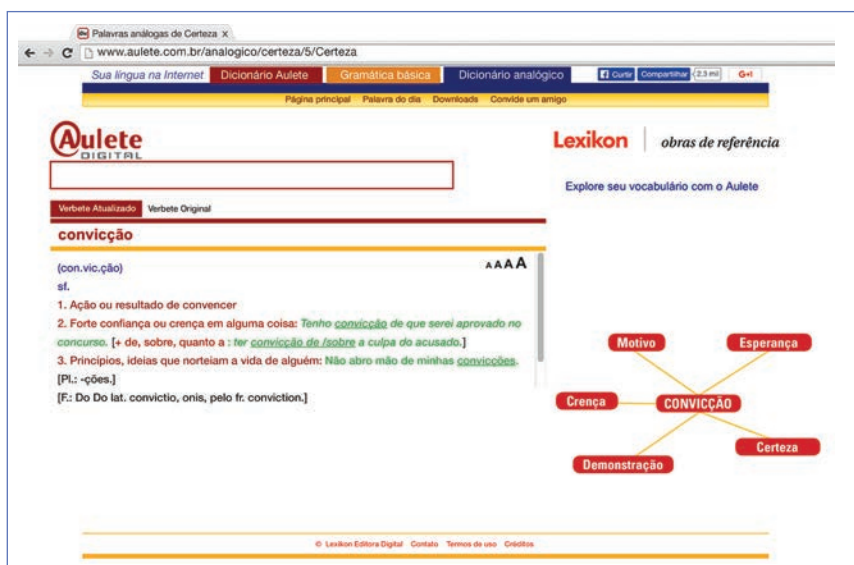 Palavras análogas de Certeza x
www.aulete.com.br/analogico/certeza/5/Certeza
Sua língua na Internet Dicionário Aulete Gramática básica Dicionário analógico Curtir Compartilhar 2,3 mil G+1
Página principal Palavra do dia Downloads Convide um amigo
Aulete
DIGITAL
Lexikon obras de referência
Explore seu vocabulário com o Aulete
Verbete Atualizado Verbete Original
convicção
(con.vic.ção) A A A A
sf.
1. Ação ou resultado de convencer
2. Forte confiança ou crença em alguma coisa: Tenho convicção de que serei aprovado no
concurso. [+ de, sobre, quanto a : ter convicção de /sobre a culpa do acusado.]
3. Princípios, ideias que norteiam a vida de alguém: Não abro mão de minhas convicções.
[Pl.: -ções.]
[F.: Do Do lat. convictio, onis, pelo fr. conviction.]
Motivo Esperança
Crença CONVICÇÃO
Certeza
Demonstração
© Lexikon Editora Digital Contato Termos de uso Créditos